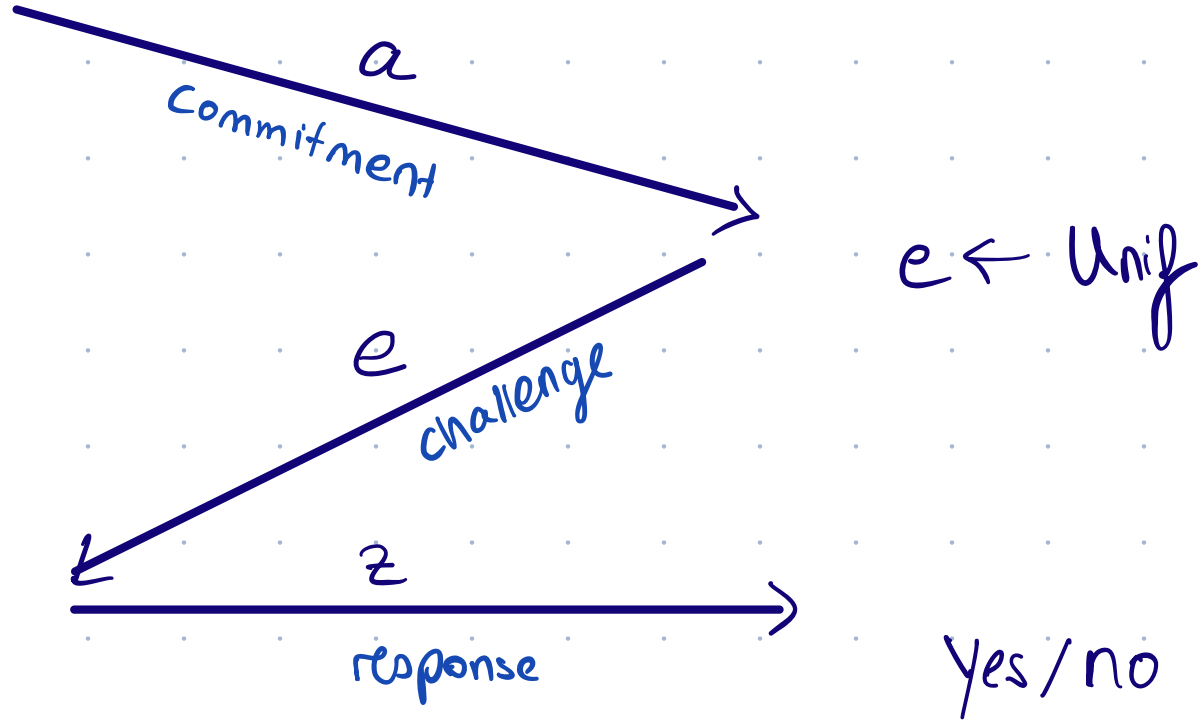 a
Commitment
e ← Unif
e
challenge
z
response
Yes/no